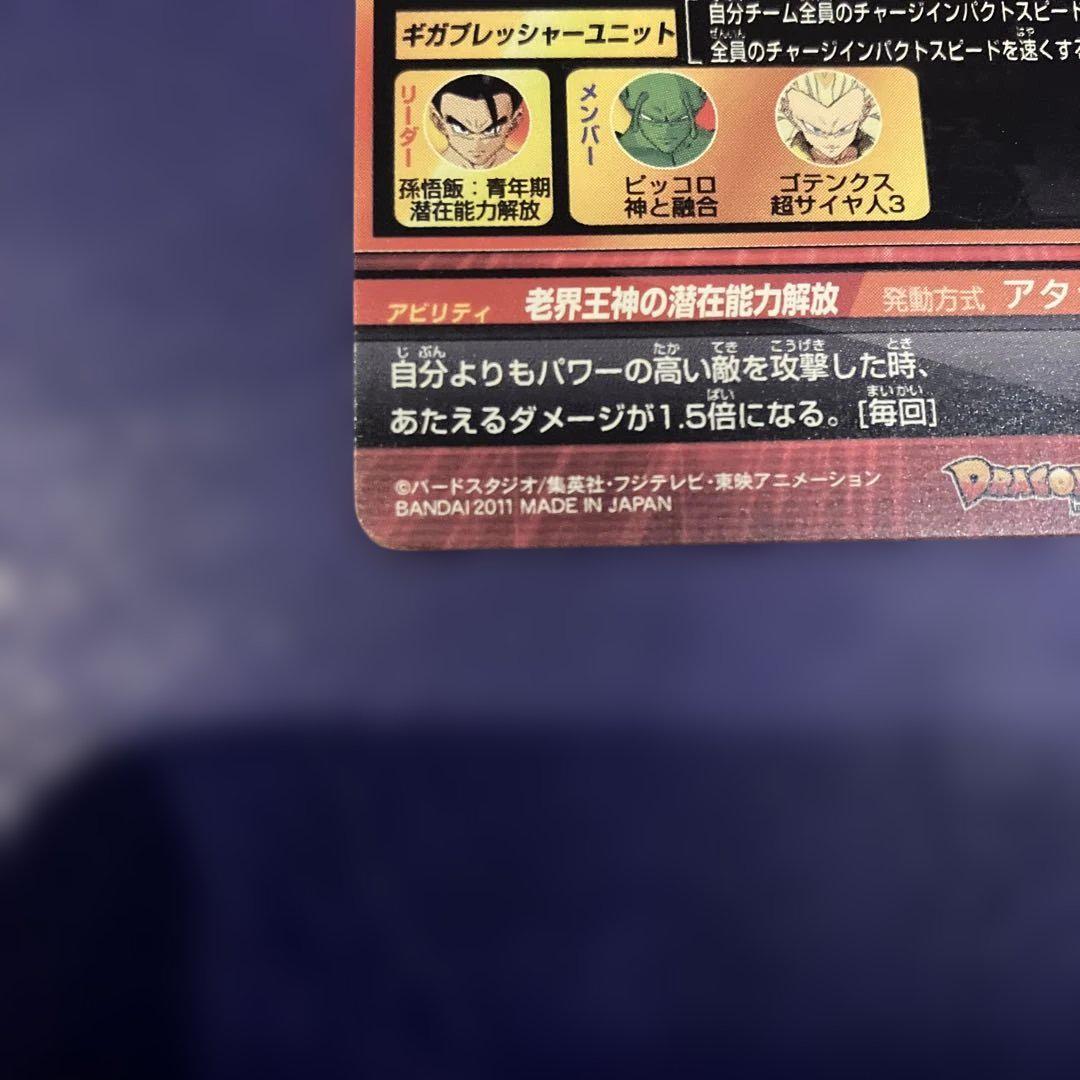 自分チーム全員のチャージインパクトスピード
ギガプレッシャーユニット
全員のチャージインパクトスピードを速くする
リーダー
メンバー
孫悟飯：青年期
潜在能力解放
ピッコロ
神と融合
ゴテンクス
超サイヤ人3
アビリティ 老界王神の潜在能力解放 発動方式 アタ
自分よりもパワーの高い敵を攻撃した時、
あたえるダメージが1.5倍になる。[毎回]
©バードスタジオ/集英社・フジテレビ・東映アニメーション
BANDAI 2011 MADE IN JAPAN
DRAGO